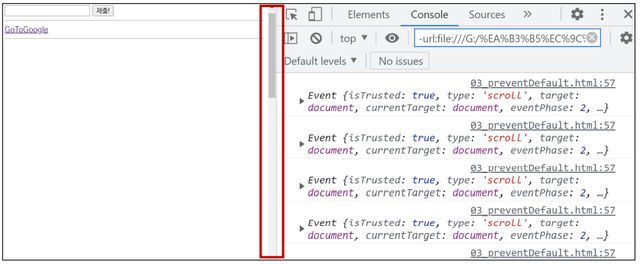 제출!
GoToGoogle
Elements Console Sources »
top ▼ -url:file:///G:/%EA%B3%B5%EC%9C%
Default levels ▼ No issues
03_preventDefault.html:57
Event {isTrusted: true, type: 'scroll', target:
document, currentTarget: document, eventPhase: 2, …}
03_preventDefault.html:57
Event {isTrusted: true, type: 'scroll', target:
document, currentTarget: document, eventPhase: 2, …}
03_preventDefault.html:57
Event {isTrusted: true, type: 'scroll', target:
document, currentTarget: document, eventPhase: 2, …}
03_preventDefault.html:57
Event {isTrusted: true, type: 'scroll', target:
document, currentTarget: document, eventPhase: 2, …}
03_preventDefault.html:57